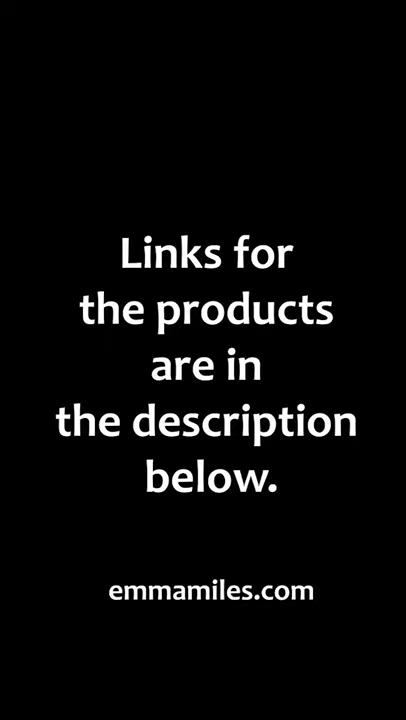 Links for
the products
are in
the description
below.
emmamiles.com